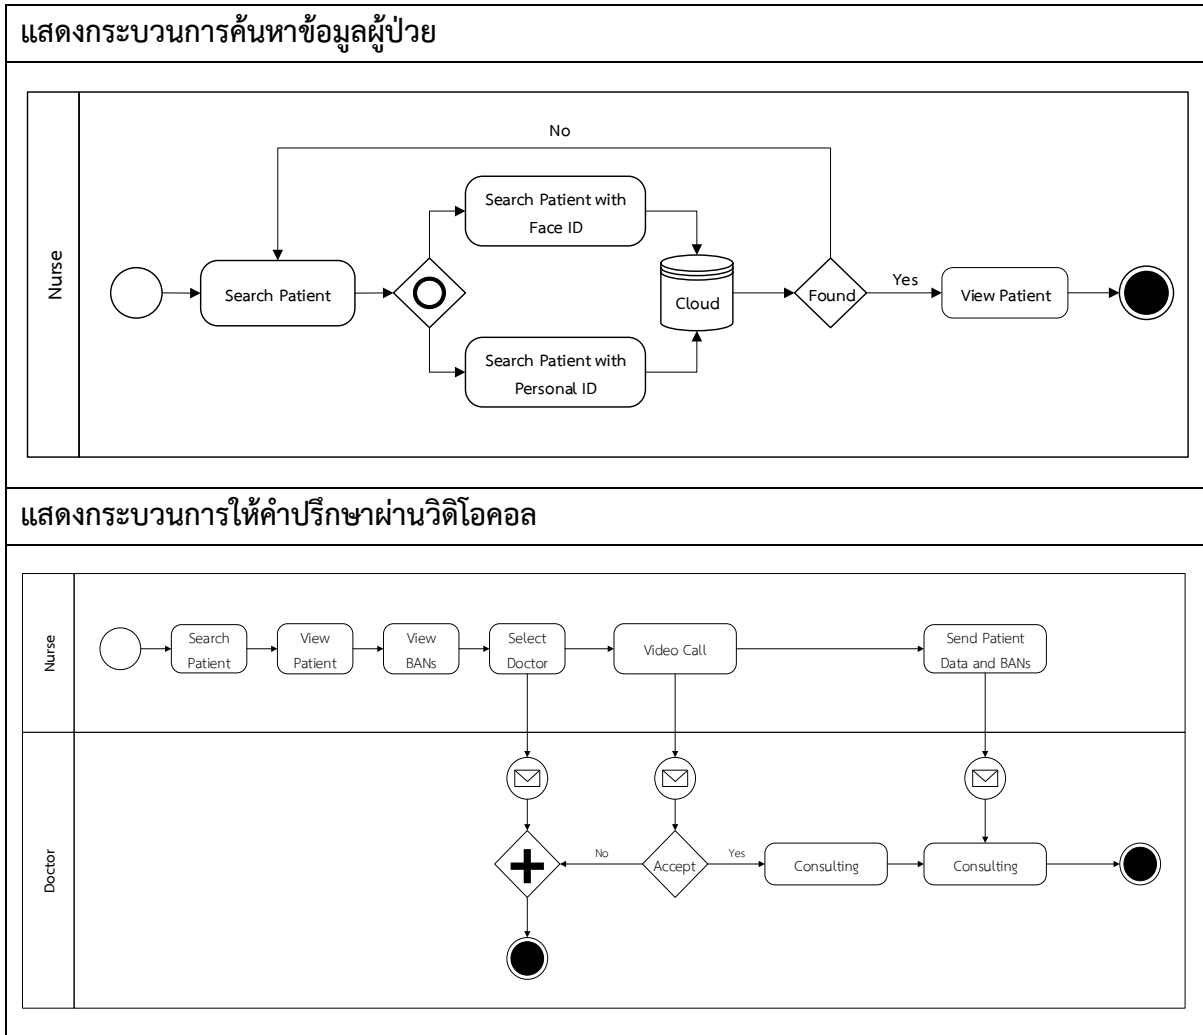 แสดงกระบวนการค้นหาข้อมูลผู้ป่วย
Nurse
No
Search Patient with
Face ID
Search Patient
Cloud
Found
Yes
View Patient
Search Patient with
Personal ID
แสดงกระบวนการให้คำปรึกษาผ่านวิดิโอคอล
Nurse
Search
Patient
View
Patient
View
BANs
Select
Doctor
Video Call
Send Patient
Data and BANs
Doctor
No
Accept
Yes
Consulting
Consulting